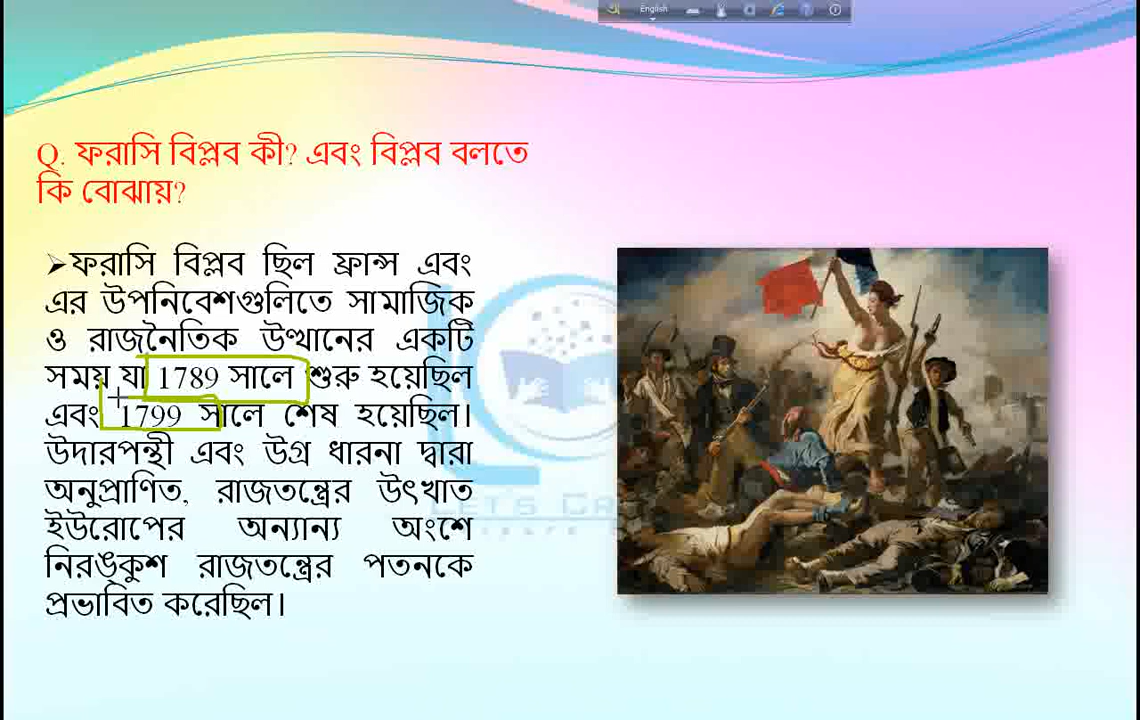 English
Q. ফরাসি বিপ্লব কী? এবং বিপ্লব বলতে
কি বোঝায়?
➢ফরাসি বিপ্লব ছিল ফ্রান্স এবং
এর উপনিবেশগুলিতে সামাজিক
ও রাজনৈতিক উত্থানের একটি
সময় যা 1789 সালে শুরু হয়েছিল
এবং 1799 সালে শেষ হয়েছিল।
উদারপন্থী এবং উগ্র ধারনা দ্বারা
অনুপ্রাণিত, রাজতন্ত্রের উৎখাত
ইউরোপের অন্যান্য অংশে
নিরঙ্কুশ রাজতন্ত্রের পতনকে
প্রভাবিত করেছিল।
LET'S